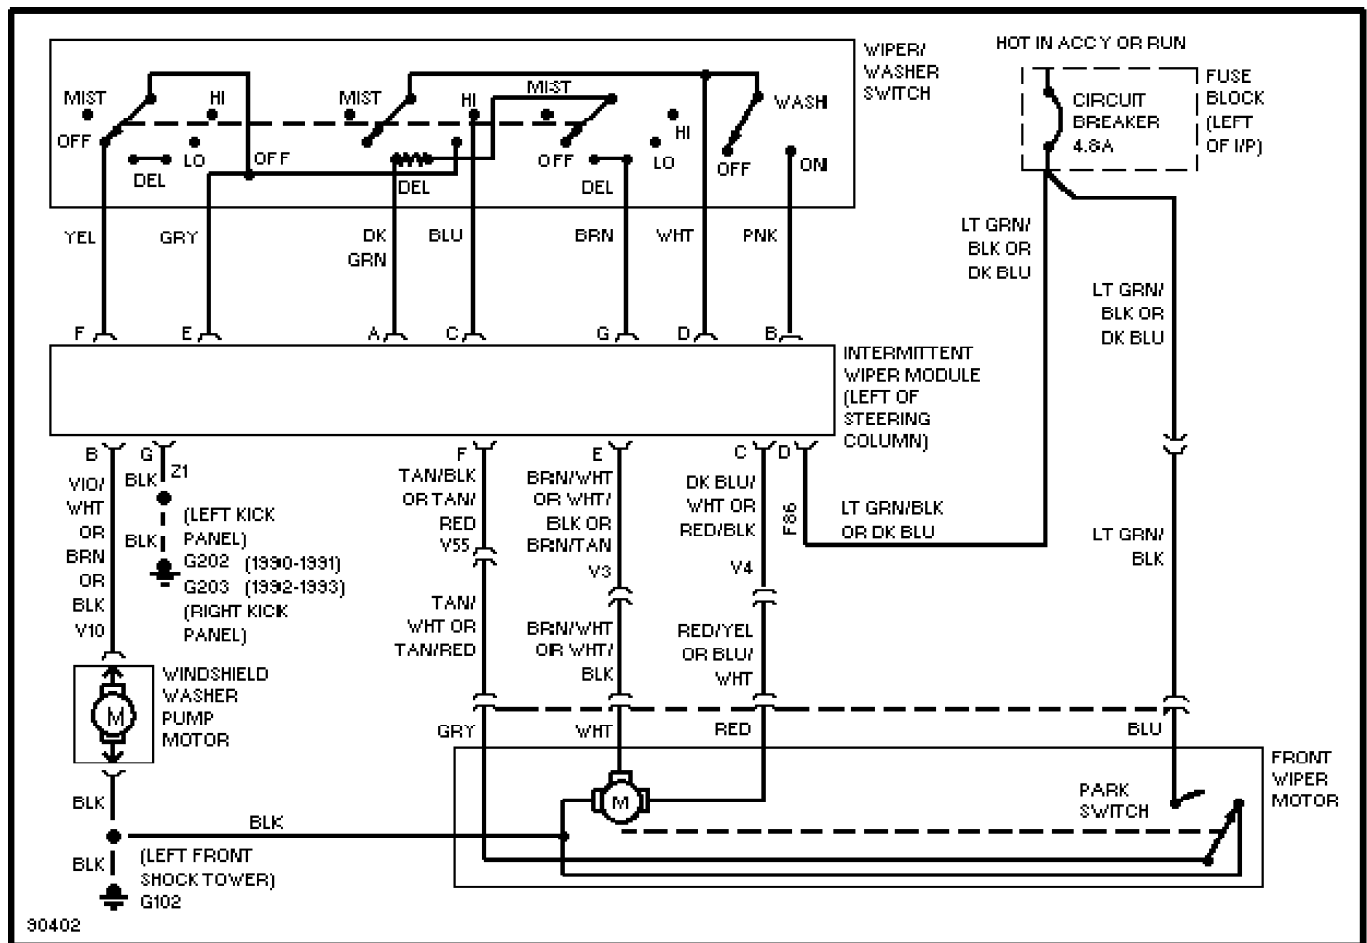 HOT IN ACC'Y OR RUN
WIPER/
WASHER
SWITCH
FUSE
BLOCK
(LEFT
OF I/P)
CIRCUIT
BREAKER
4.8A
MIST
HI
MIST
HI
MIST
HI
WASH
OFF
LO
OFF
OFF
LO
OFF
ON
DEL
DEL
DEL
YEL
GRY
DK
GRN
BLU
BRN
WHT
PNK
LT GRN/
BLK OR
DK BLU
LT GRN/
BLK OR
DK BLU
F
E
A
C
G
D
B
INTERMITTENT
WIPER MODULE
(LEFT OF
STEERING
COLUMN)
B
G
F
E
C
D
VIO/
WHT
OR
BRN
OR
BLK
V10
BLK
Z1
BLK
(LEFT KICK
PANEL)
G202 (1990-1991)
G203 (1992-1993)
(RIGHT KICK
PANEL)
TAN/BLK
OR TAN/
RED
V55
BRN/WHT
OR WHT/
BLK OR
BRN/TAN
V3
DK BLU/
WHT OR
RED/BLK
V4
F86
LT GRN/BLK
OR DK BLU
LT GRN/
BLK
TAN/
WHT OR
TAN/RED
BRN/WHT
OR WHT/
BLK
RED/YEL
OR BLU/
WHT
WINDSHIELD
WASHER
PUMP
MOTOR
M
GRY
WHT
RED
BLU
FRONT
WIPER
MOTOR
M
PARK
SWITCH
BLK
BLK
BLK
(LEFT FRONT
SHOCK TOWER)
G102
90402